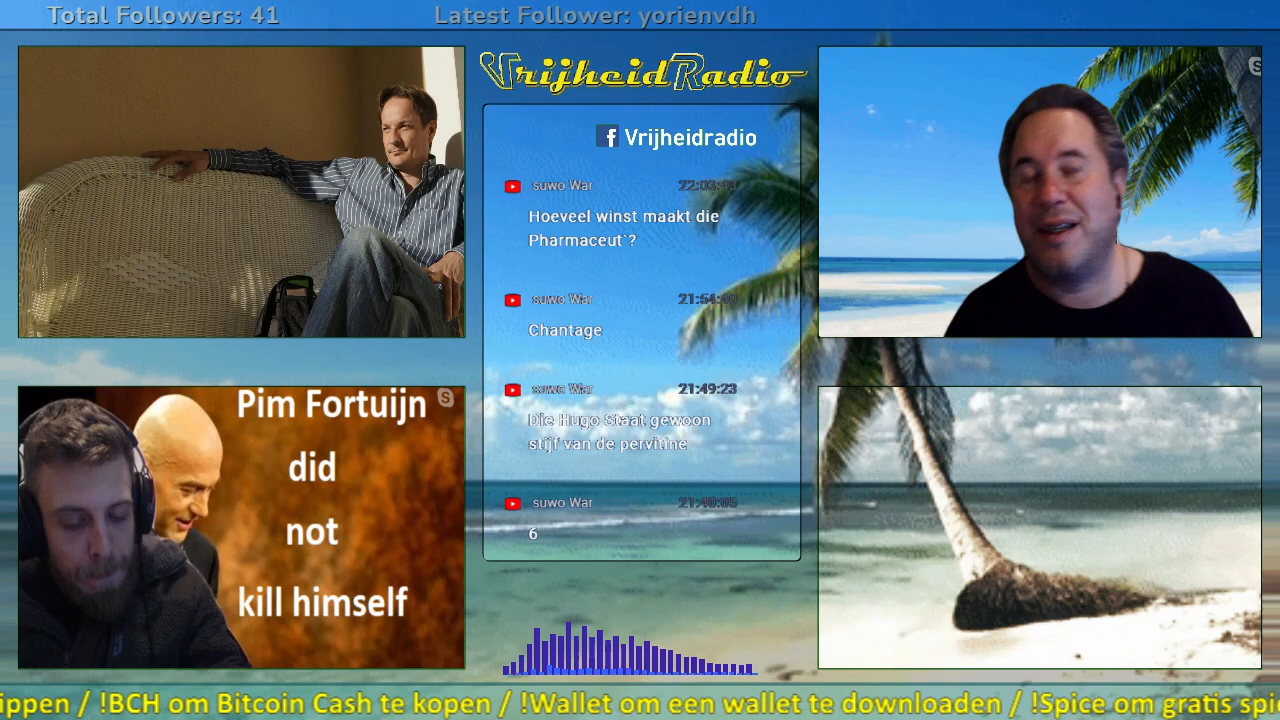 Total Followers: 41
Latest Follower: yorienvdh
VrijheidRadio
Vrijheidradio
suwo War
Hoeveel winst maakt die
Pharmaceut`?
suwo War
Chantage
suwo War 21:49:23
Die Hugo Staat gewoon
stijf van de pervitine
suwo War 21:40:05
6
Pim Fortuijn
did
not
kill himself
ippen / !BCH om Bitcoin Cash te kopen / !Wallet om een wallet te downloaden / !Spice om gratis spi